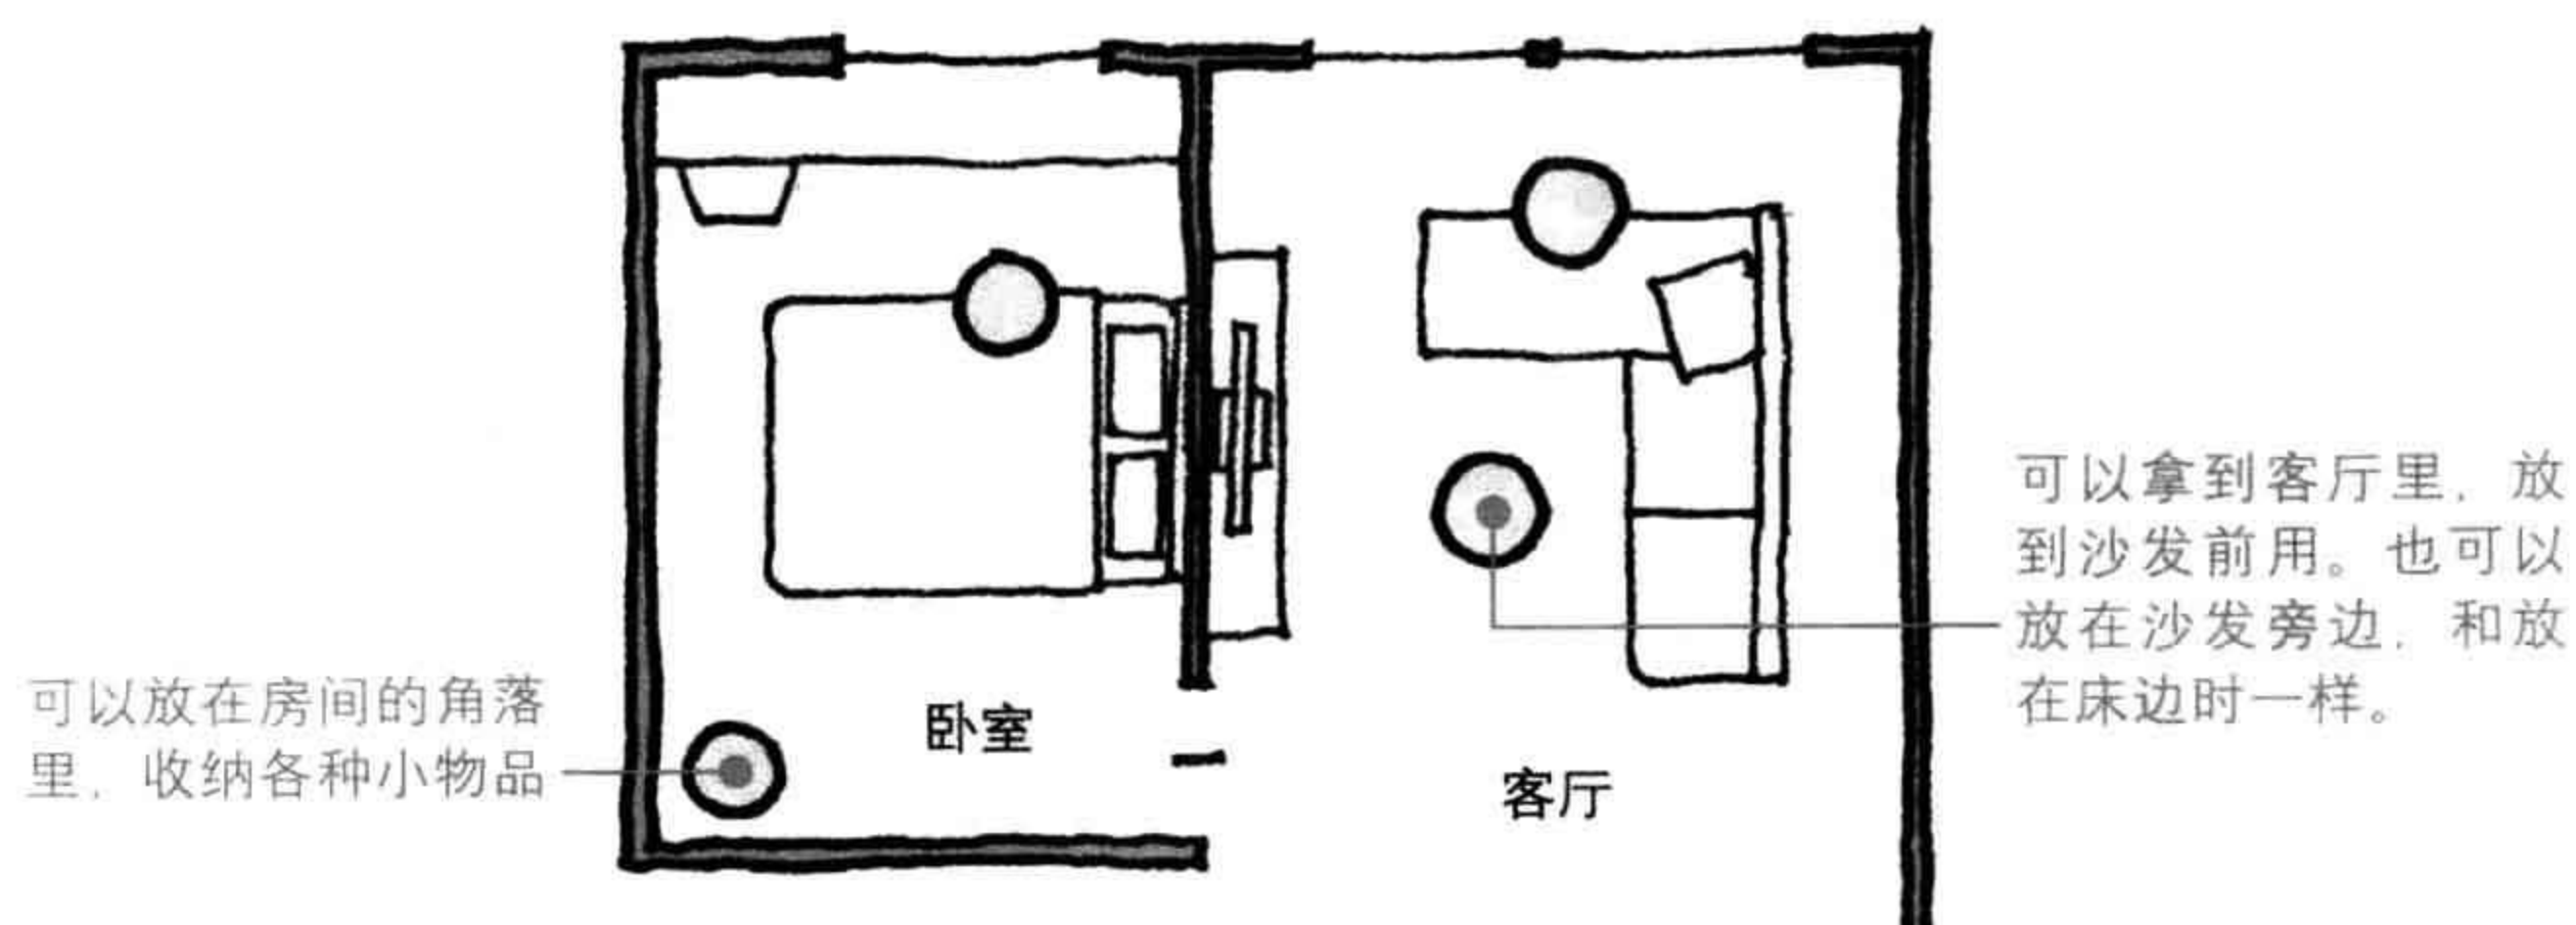 可以拿到客厅里，放
到沙发前用。也可以
放在沙发旁边，和放
在床边时一样。
可以放在房间的角落
里，收纳各种小物品
卧室
客厅